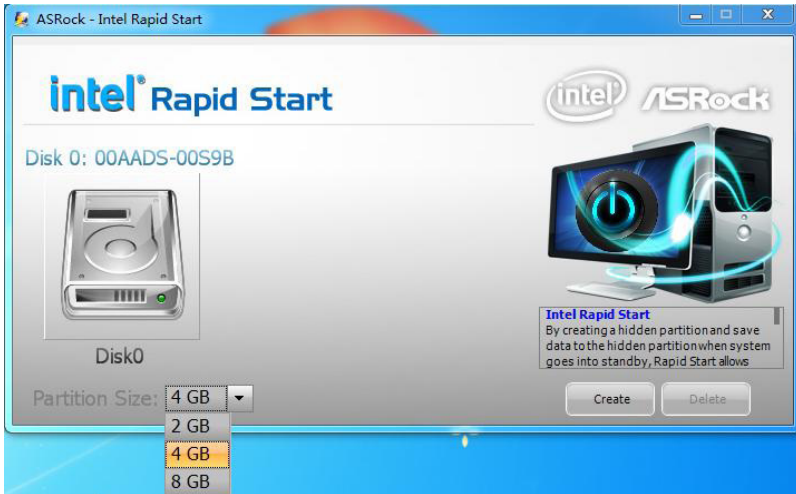 ASRock - Intel Rapid Start
intel® Rapid Start
intel ASRock
Disk 0: 00AADS-00S9B
Disk0
Intel Rapid Start
By creating a hidden partition and save
data to the hidden partition when system
goes into standby, Rapid Start allows
Partition Size: 4 GB
2 GB
4 GB
8 GB
Create
Delete